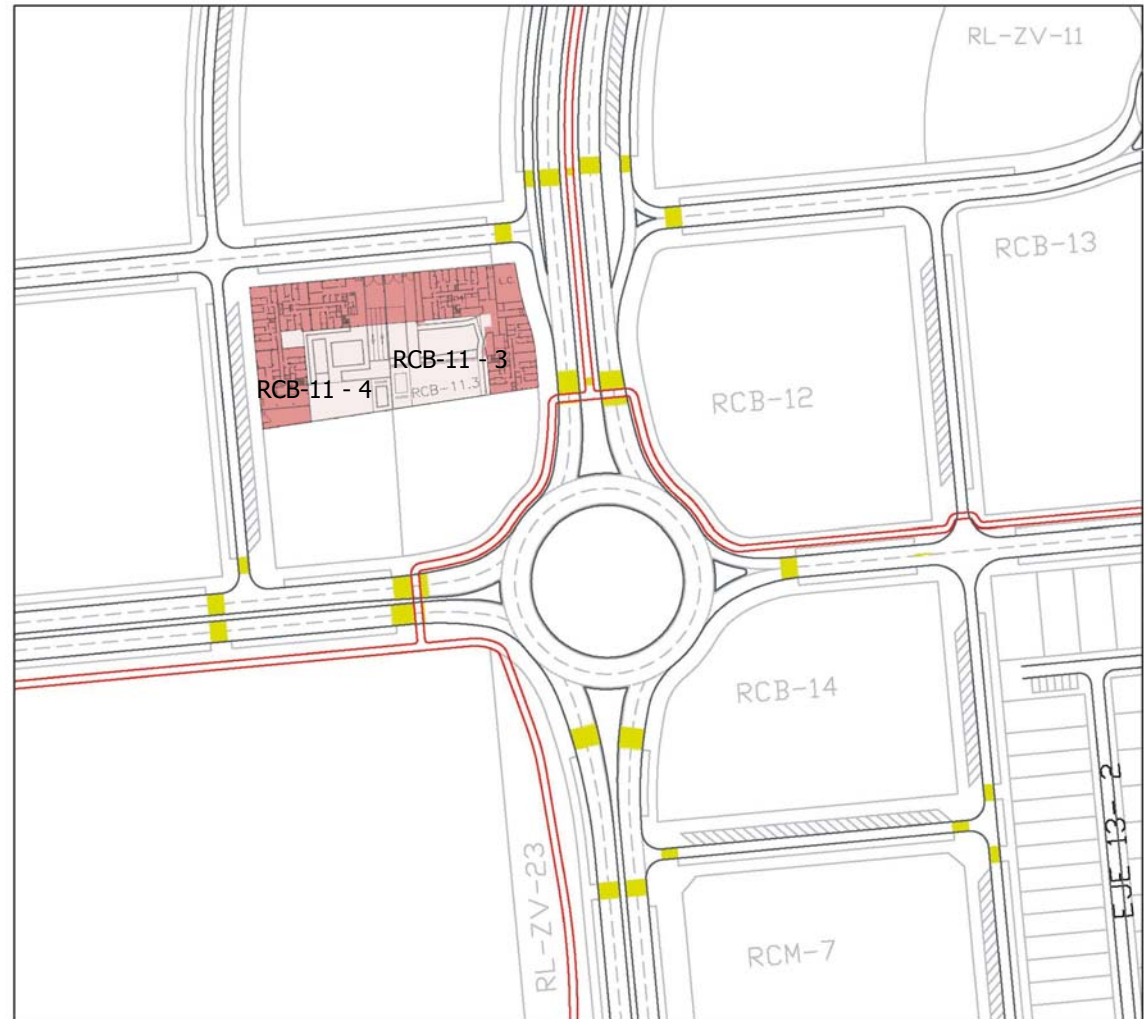 RL-ZV-11
RCB-13
L.C.
RCB-11 - 3
RCB-11 - 4
RCB-11.3
RCB-12
RCB-14
EJE 13- 2
RL-ZV-23
RCM-7